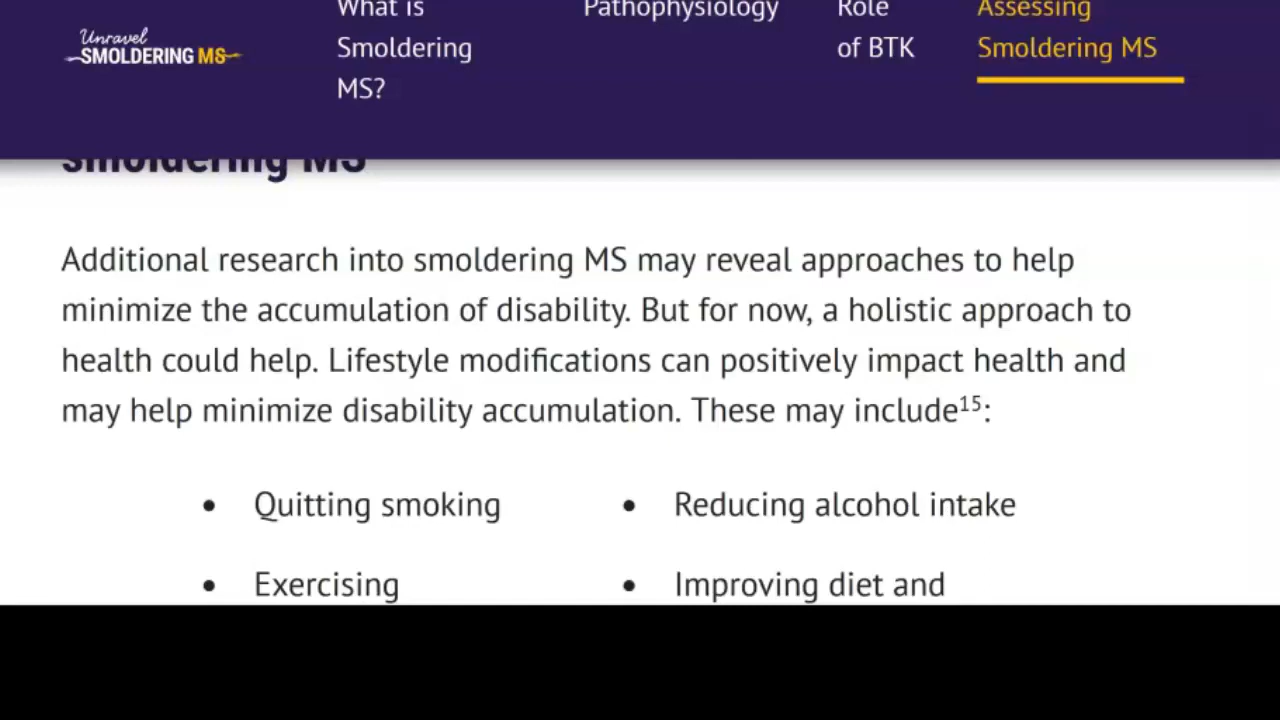 Unravel
SMOLDERING MS
What is
Smoldering
MS?
Pathophysiology
Role
of BTK
Assessing
Smoldering MS
smoldering MS
Additional research into smoldering MS may reveal approaches to help
minimize the accumulation of disability. But for now, a holistic approach to
health could help. Lifestyle modifications can positively impact health and
may help minimize disability accumulation. These may include15:
• Quitting smoking
• Reducing alcohol intake
• Exercising
• Improving diet and